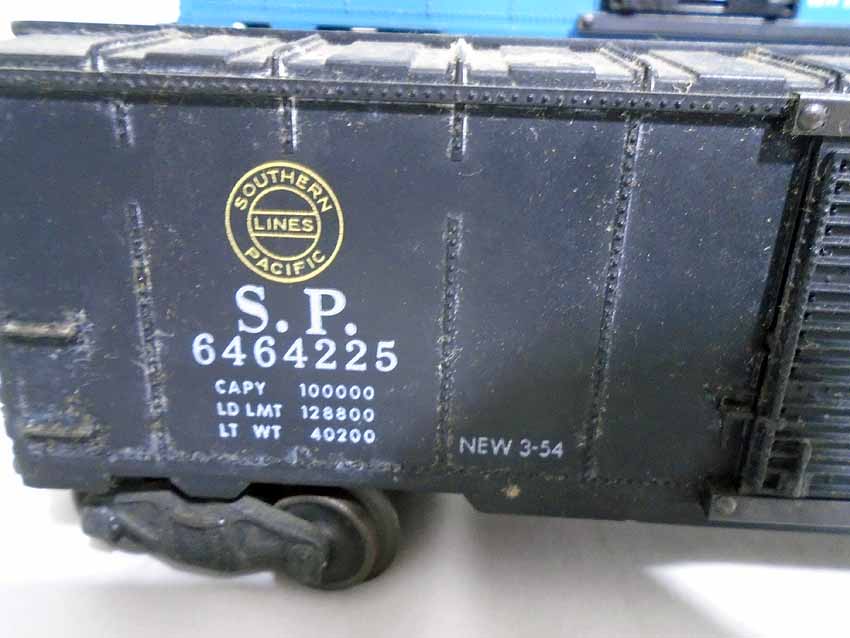 SOUTHERN
LINES
PACIFIC
S. P.
6464225
CAPY 100000
LD LMT 128800
LT WT 40200
NEW 3-54